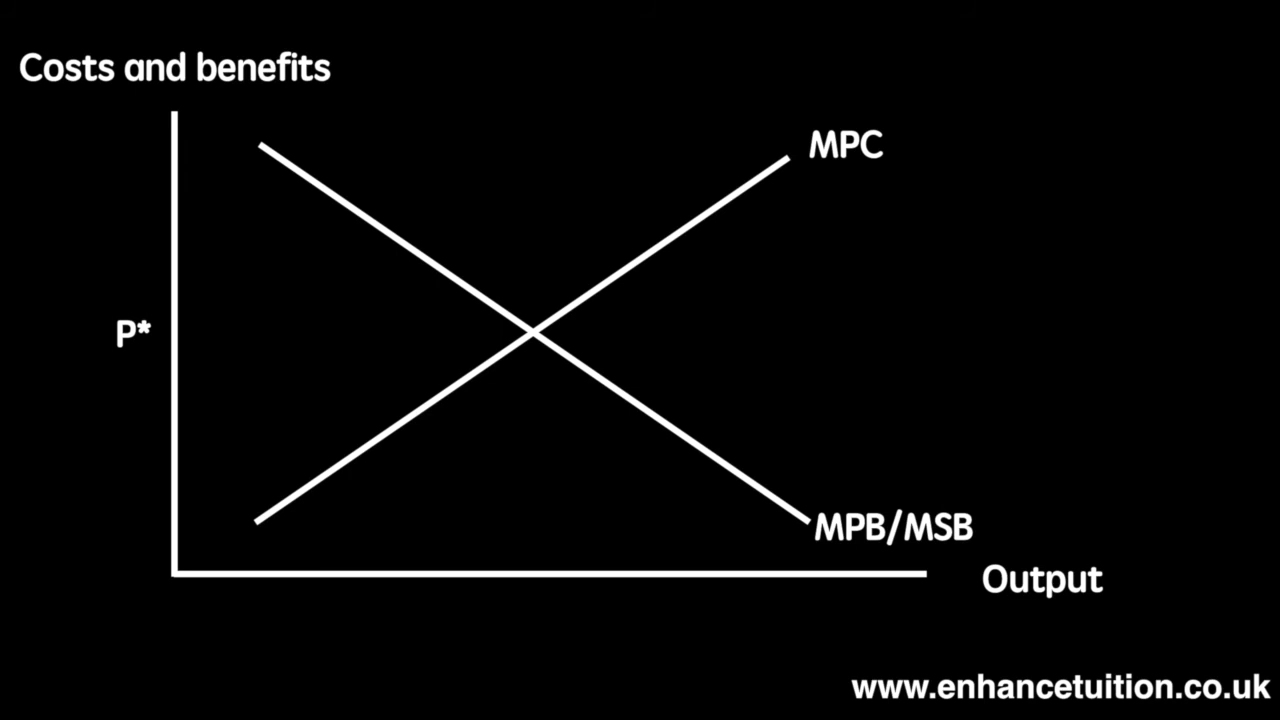 Costs and benefits
MPC
P*
MPB/MSB
Output
www.enhancetuition.co.uk